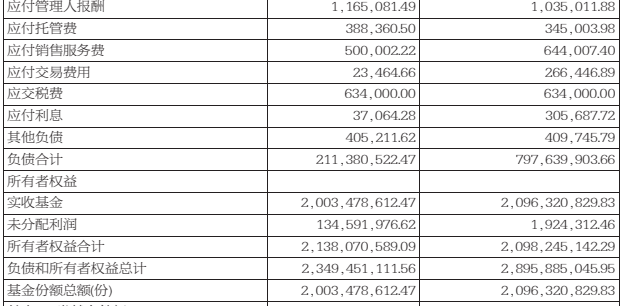 应付管理人报酬 1,165,081.49 1,035,011.88
应付托管费 388,360.50 345,003.98
应付销售服务费 500,002.22 644,007.40
应付交易费用 23,464.66 266,446.89
应交税费 634,000.00 634,000.00
应付利息 37,064.28 305,687.72
其他负债 405,211.62 409,745.79
负债合计 211,380,522.47 797,639,903.66
所有者权益
实收基金 2,003,478,612.47 2,096,320,829.83
未分配利润 134,591,976.62 1,924,312.46
所有者权益合计 2,138,070,589.09 2,098,245,142.29
负债和所有者权益总计 2,349,451,111.56 2,895,885,045.95
基金份额总额(份) 2,003,478,612.47 2,096,320,829.83